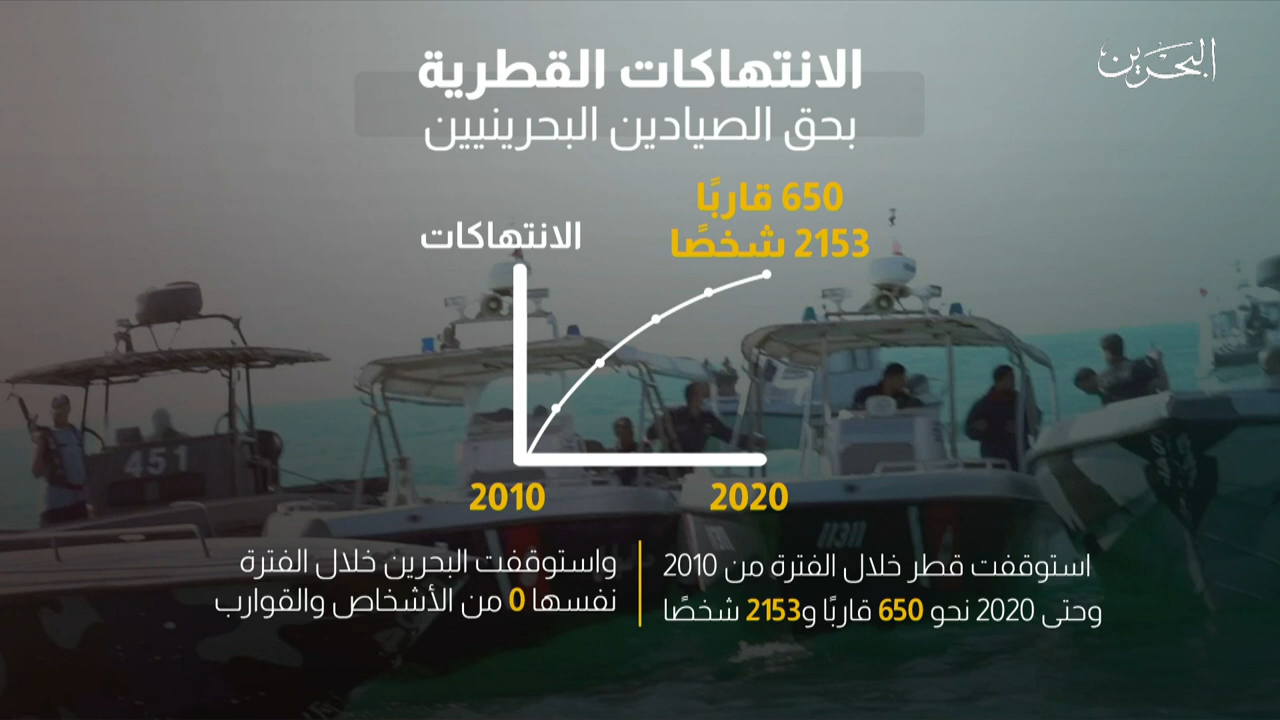 البحرين
الانتهاكات القطرية
بحق الصيادين البحرينيين
650 قاربًا
2153 شخصًا
الانتهاكات
2010
2020
استوقفت قطر خلال الفترة من 2010
وحتى 2020 نحو 650 قاربًا و2153 شخصًا
واستوقفت البحرين خلال الفترة
نفسها 0 من الأشخاص والقوارب
451